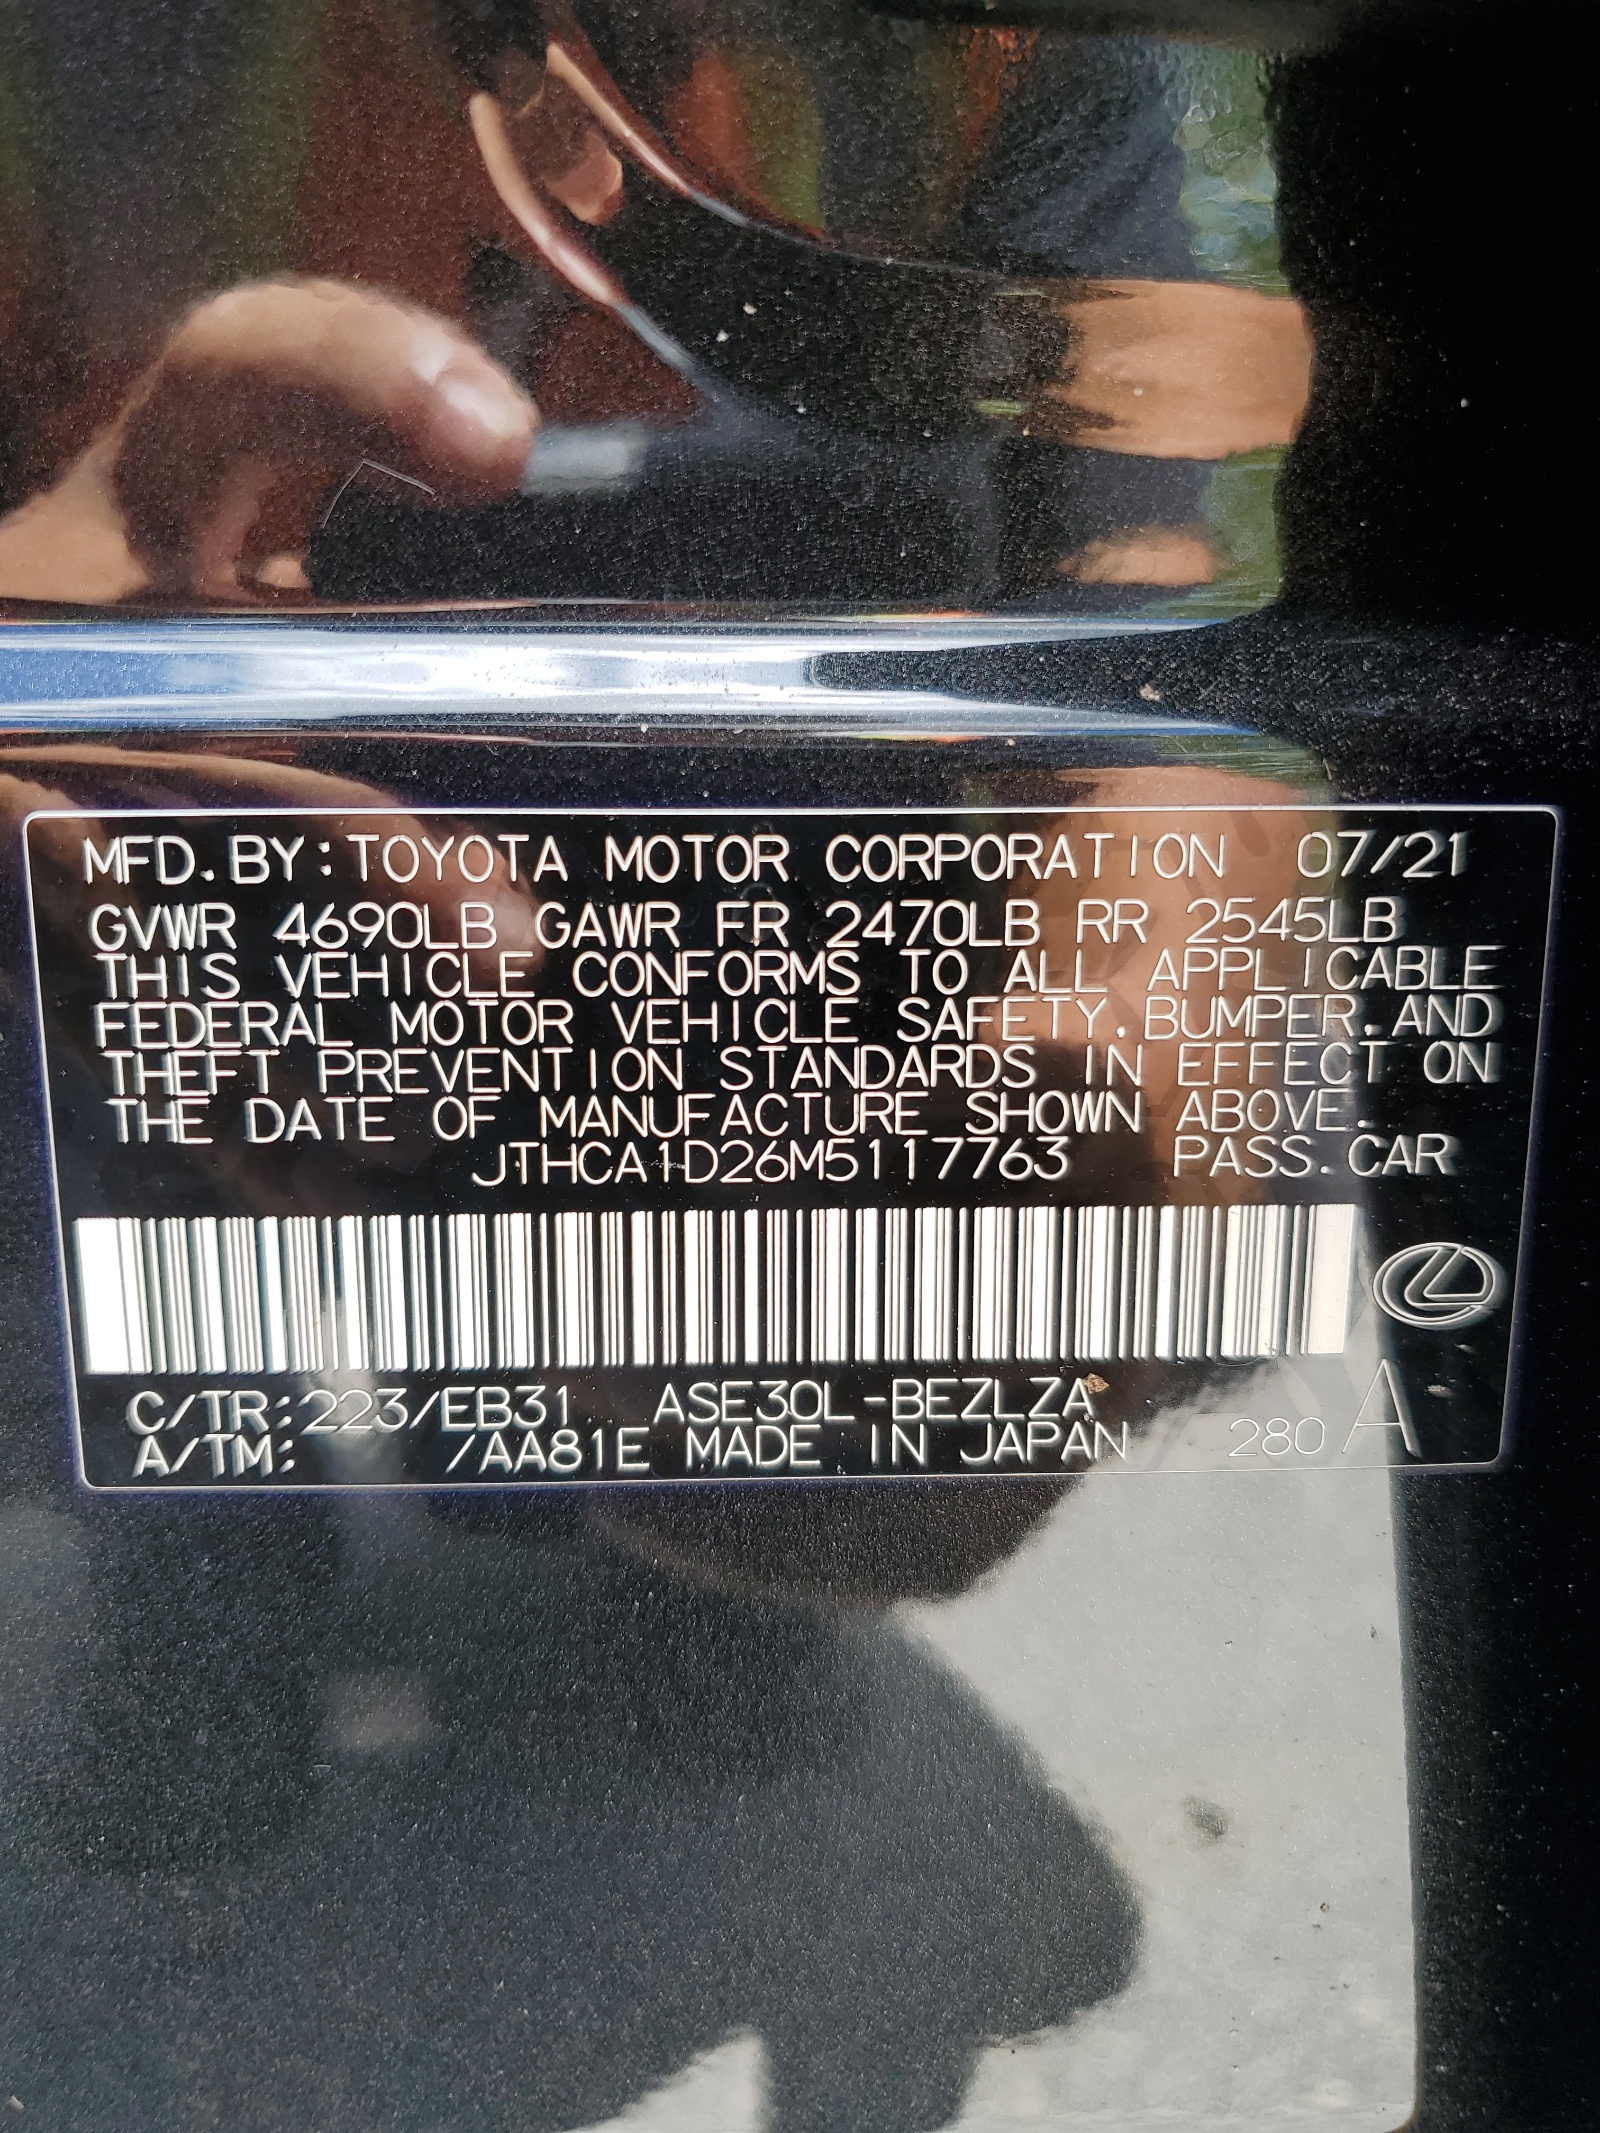 MFD. BY: TOYOTA MOTOR CORPORATION 07/21
GVWR 4690LB GAWR FR 2470LB RR 2545LB
THIS VEHICLE CONFORMS TO ALL APPLICABLE
FEDERAL MOTOR VEHICLE SAFETY. BUMPER. AND
THEFT PREVENTION STANDARDS IN EFFECT ON
THE DATE OF MANUFACTURE SHOWN ABOVE.
JTHCA1D26M5117763 PASS. CAR
C/TR: 223/EB31 ASE30L-BEZLZA
A/TM: /AA81E MADE IN JAPAN 280 A